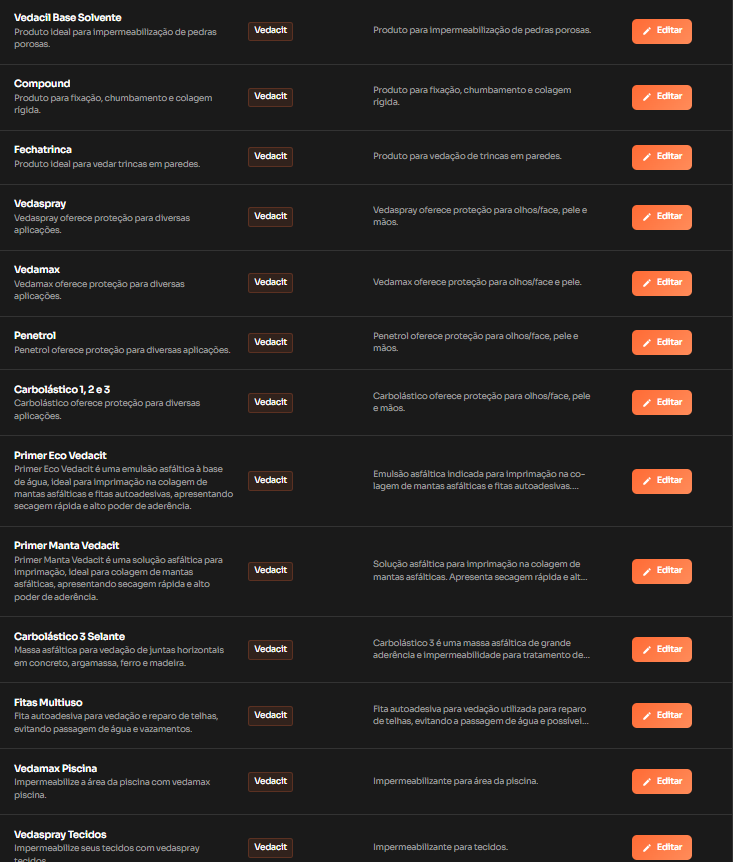 Vedacil Base Solvente
Produto ideal para impermeabilização de pedras
porosas.
Vedacit
Produto para impermeabilização de pedras porosas.
Editar
Compound
Produto para fixação, chumbamento e colagem
rígida.
Vedacit
Produto para fixação, chumbamento e colagem
rígida.
Editar
Fechatrinca
Produto ideal para vedar trincas em paredes.
Vedacit
Produto para vedação de trincas em paredes.
Editar
Vedaspray
Vedaspray oferece proteção para diversas
aplicações.
Vedacit
Vedaspray oferece proteção para olhos/face, pele e
mãos.
Editar
Vedamax
Vedamax oferece proteção para diversas
aplicações.
Vedacit
Vedamax oferece proteção para olhos/face e pele.
Editar
Penetrol
Penetrol oferece proteção para diversas aplicações.
Vedacit
Penetrol oferece proteção para olhos/face, pele e
mãos.
Editar
Carbolástico 1, 2 e 3
Carbolástico oferece proteção para diversas
aplicações.
Vedacit
Carbolástico oferece proteção para olhos/face, pele
e mãos.
Editar
Primer Eco Vedacit
Primer Eco Vedacit é uma emulsão asfáltica à base
de água, ideal para imprimação na colagem de
mantas asfálticas e fitas autoadesivas, apresentando
secagem rápida e alto poder de aderência.
Vedacit
Emulsão asfáltica indicada para imprimação na co-
lagem de mantas asfálticas e fitas autoadesivas....
Editar
Primer Manta Vedacit
Primer Manta Vedacit é uma solução asfáltica para
imprimação, ideal para colagem de mantas
asfálticas, apresentando secagem rápida e alto
poder de aderência.
Vedacit
Solução asfáltica para imprimação na colagem de
mantas asfálticas. Apresenta secagem rápida e alt...
Editar
Carbolástico 3 Selante
Massa asfáltica para vedação de juntas horizontais
em concreto, argamassa, ferro e madeira.
Vedacit
Carbolástico 3 é uma massa asfáltica de grande
aderência e impermeabilidade para tratamento de...
Editar
Fitas Multiuso
Fita autoadesiva para vedação e reparo de telhas,
evitando passagem de água e vazamentos.
Vedacit
Fita autoadesiva para vedação utilizada para reparo
de telhas, evitando a passagem de água e possivei...
Editar
Vedamax Piscina
Impermeabilize a área da piscina com vedamax
piscina.
Vedacit
Impermeabilizante para área da piscina.
Editar
Vedaspray Tecidos
Impermeabilize seus tecidos com vedaspray
tecidos.
Vedacit
Impermeabilizante para tecidos.
Editar